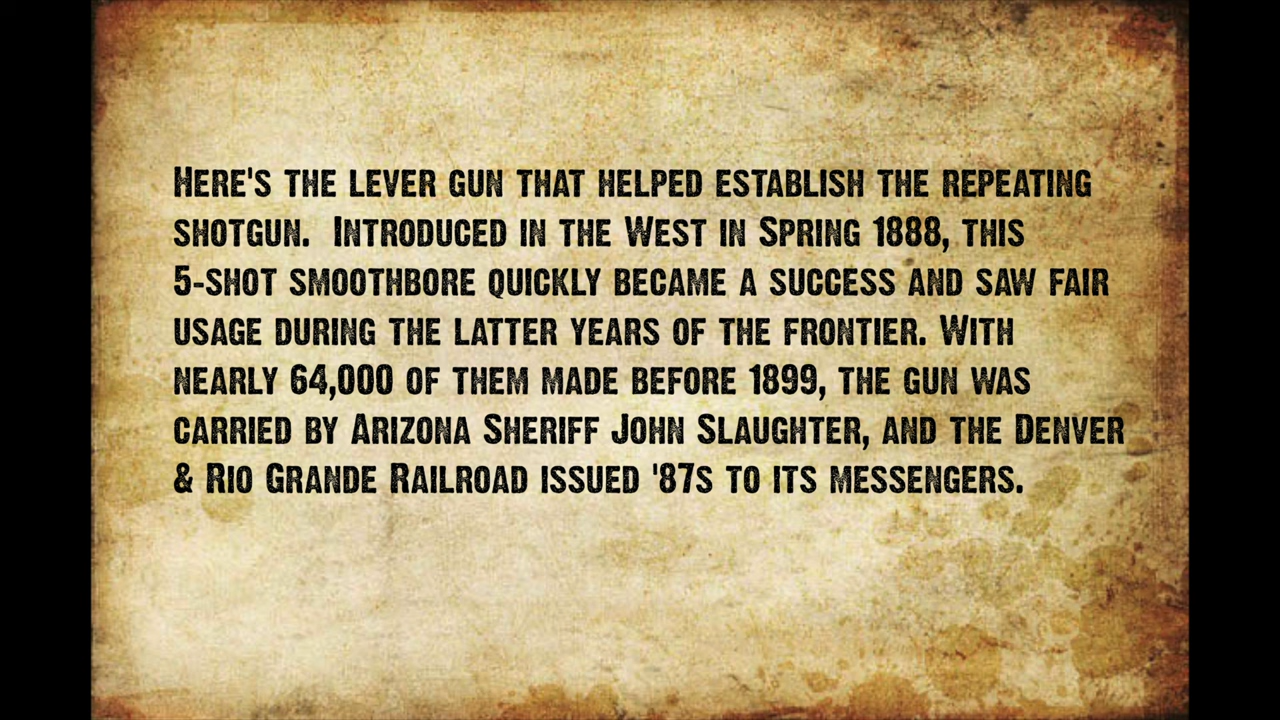 Here's the lever gun that helped establish the repeating
shotgun.  Introduced in the West in Spring 1888, this
5-shot smoothbore quickly became a success and saw fair
usage during the latter years of the frontier. With
nearly 64,000 of them made before 1899, the gun was
carried by Arizona Sheriff John Slaughter, and the Denver
& Rio Grande Railroad issued '87s to its messengers.